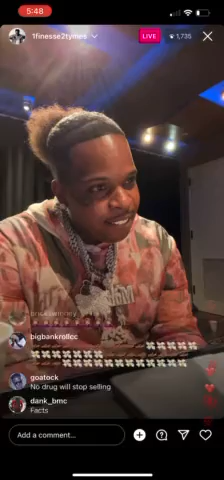 5:48
1finesse2tymes
LIVE
1,735
bigbankrollcc
goatock
No drug will stop selling
dank_bmc
Facts
Add a comment...